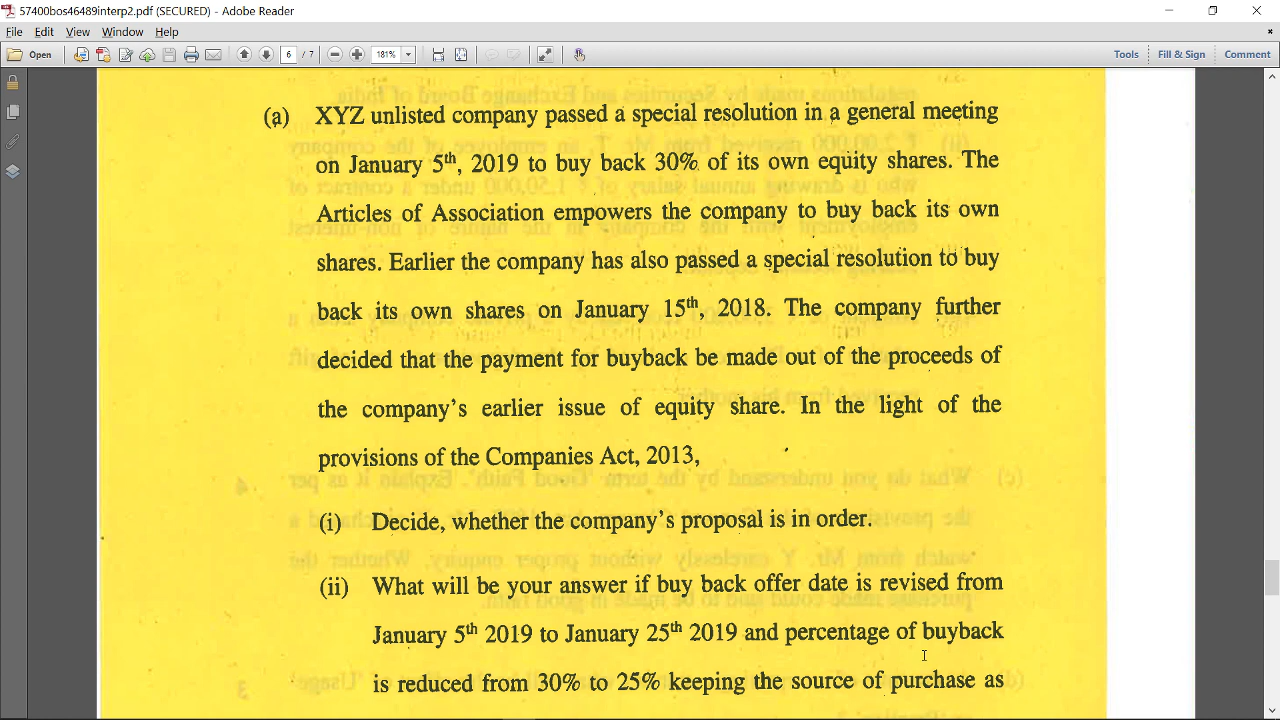 57400bos46489interp2.pdf (SECURED) - Adobe Reader
File Edit View Window Help
Open 6 / 7 181% Tools Fill & Sign Comment
(a) XYZ unlisted company passed a special resolution in a general meeting
on January 5th, 2019 to buy back 30% of its own equity shares. The
Articles of Association empowers the company to buy back its own
shares. Earlier the company has also passed a special resolution to buy
back its own shares on January 15th, 2018. The company further
decided that the payment for buyback be made out of the proceeds of
the company's earlier issue of equity share. In the light of the
provisions of the Companies Act, 2013,
(i) Decide, whether the company's proposal is in order.
(ii) What will be your answer if buy back offer date is revised from
January 5th 2019 to January 25th 2019 and percentage of buyback
is reduced from 30% to 25% keeping the source of purchase as